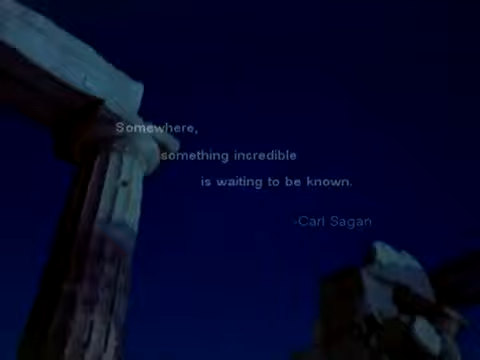 Somewhere,
something incredible
is waiting to be known.
-Carl Sagan